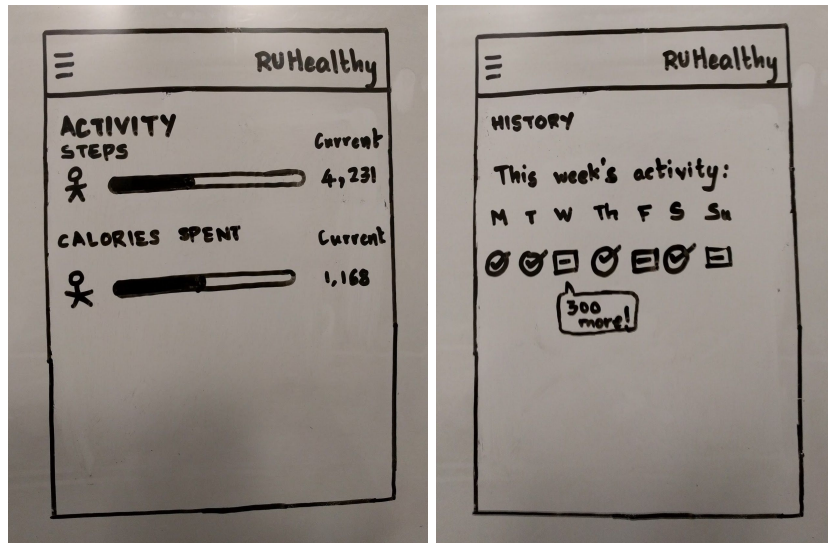 RUHealthy
ACTIVITY
STEPS
Current
4,231
CALORIES SPENT
Current
1,168
RUHealthy
HISTORY
This week's activity:
M T W Th F S Su
300
more!